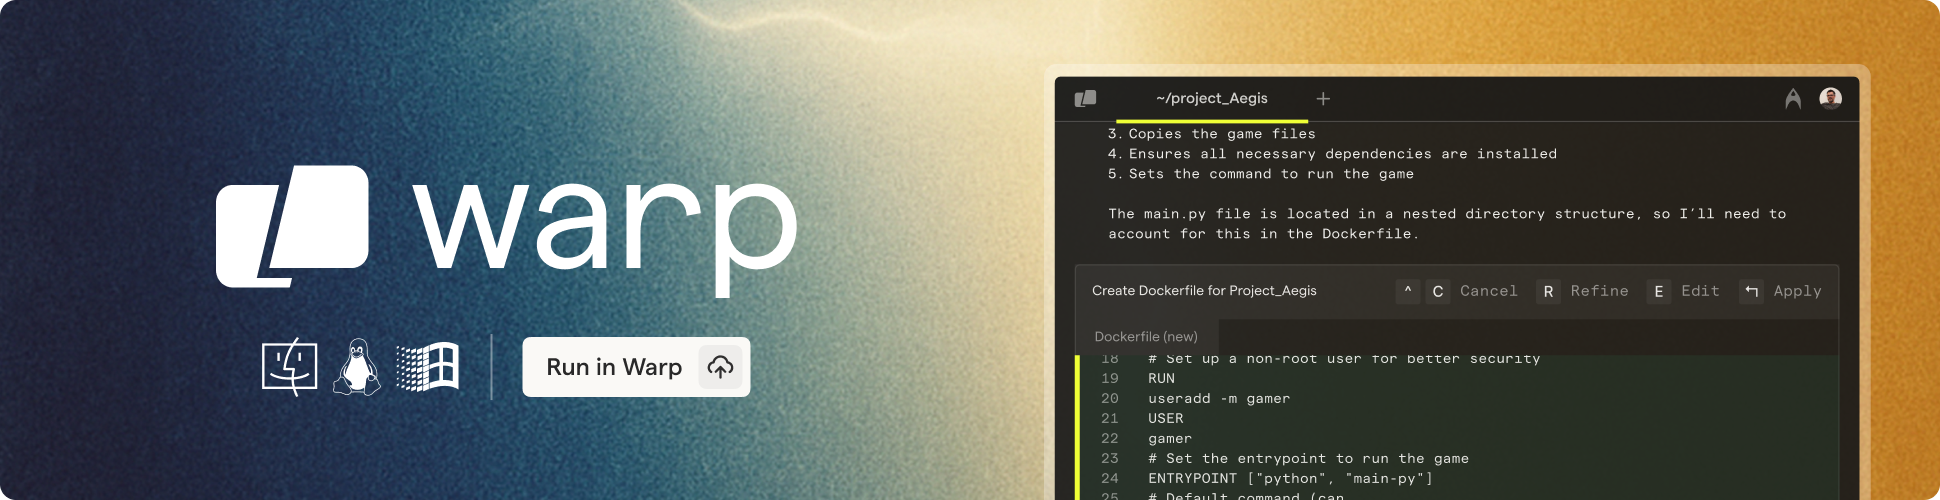 warp
Run in Warp
~/project_Aegis +
3. Copies the game files
4. Ensures all necessary dependencies are installed
5. Sets the command to run the game
The main.py file is located in a nested directory structure, so I'll need to
account for this in the Dockerfile.
Create Dockerfile for Project_Aegis ^ C Cancel R Refine E Edit ↰ Apply
Dockerfile (new)
18 # Set up a non-root user for better security
19 RUN
20 useradd -m gamer
21 USER
22 gamer
23 # Set the entrypoint to run the game
24 ENTRYPOINT ["python", "main-py"]
25 # Default command (can